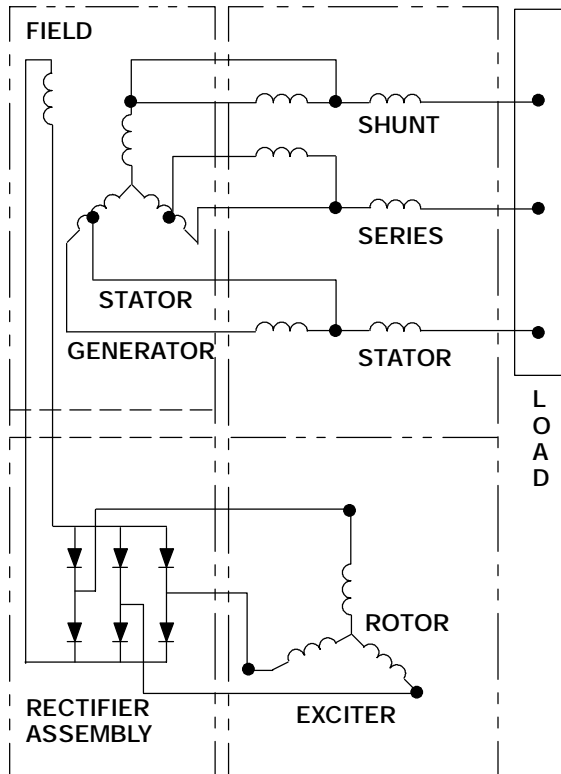 FIELD
SHUNT
SERIES
STATOR
GENERATOR
STATOR
L
O
A
D
ROTOR
RECTIFIER
ASSEMBLY
EXCITER